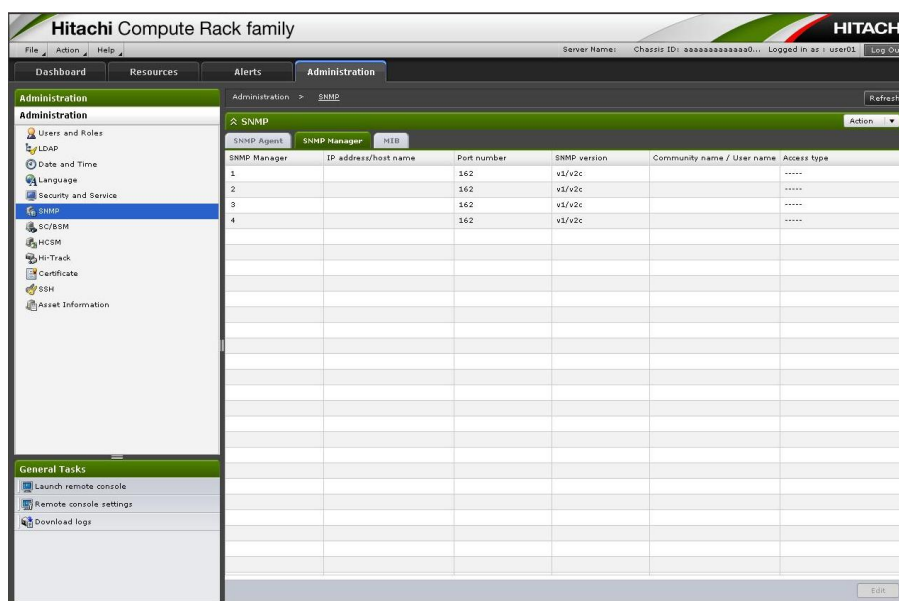 Hitachi Compute Rack family
HITACH
File Action Help
Server Name: Chassis ID: aaaaaaaaaaaaa0... Logged in as : user01 Log Ou
Dashboard Resources Alerts Administration
Administration
Administration
Users and Roles
LDAP
Date and Time
Language
Security and Service
SNMP
SC/BSM
HCSM
Hi-Track
Certificate
SSH
Asset Information
General Tasks
Launch remote console
Remote console settings
Download logs
Administration > SNMP
Refresh
SNMP
Action
SNMP Agent SNMP Manager MIB
SNMP Manager IP address/host name Port number SNMP version Community name / User name Access type
1 162 v1/v2c -----
2 162 v1/v2c -----
3 162 v1/v2c -----
4 162 v1/v2c -----
Edit